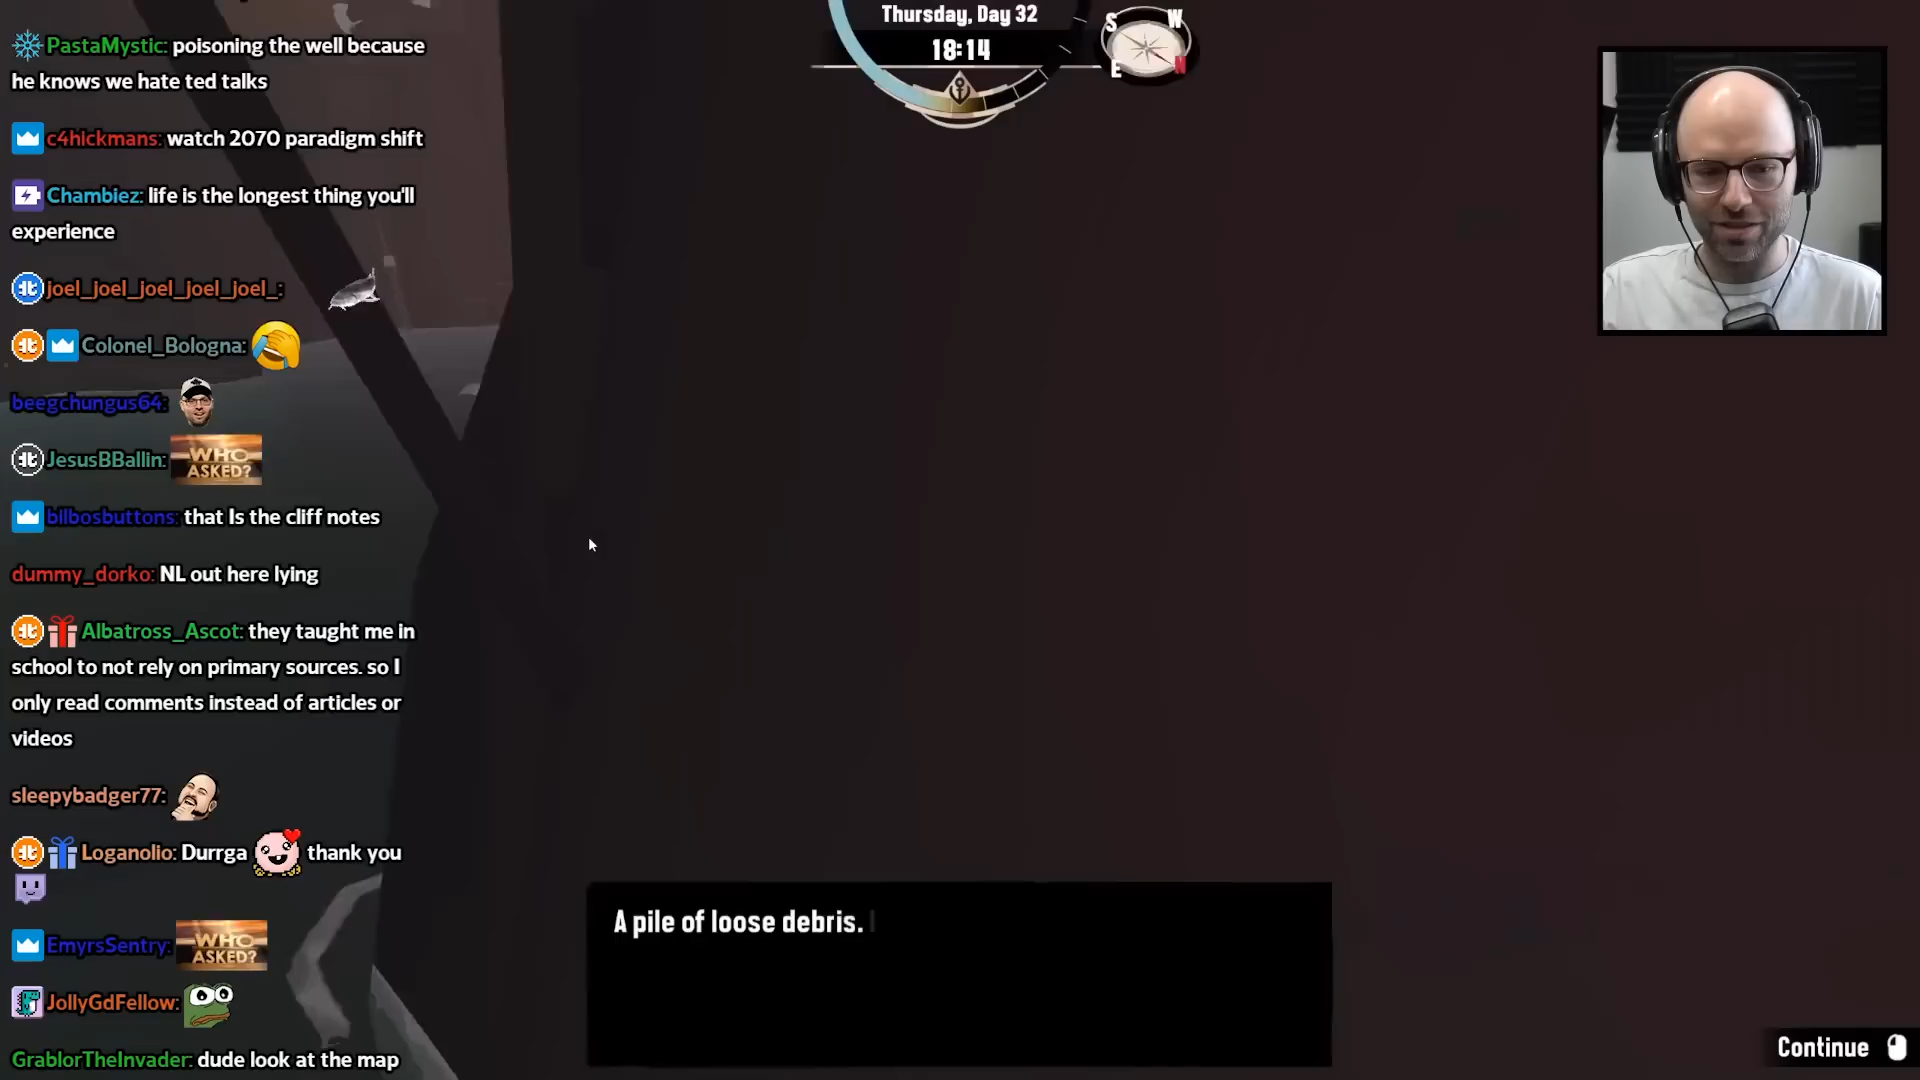 PastaMystic: poisoning the well because
he knows we hate ted talks
c4hickmans: watch 2070 paradigm shift
Chambiez: life is the longest thing you'll
experience
joel_joel_joel_joel_joel_:
Colonel_Bologna:
beegchungus64:
JesusBBallin: WHO
ASKED?
bilbosbuttons: that Is the cliff notes
dummy_dorko: NL out here lying
Albatross_Ascot: they taught me in
school to not rely on primary sources. so I
only read comments instead of articles or
videos
sleepybadger77:
Loganolio: Durrga thank you
EmyrsSentry: WHO
ASKED?
JollyGdFellow:
GrablorTheInvader: dude look at the map
Thursday, Day 32
18:14
S W
E N
A pile of loose debris.
Continue